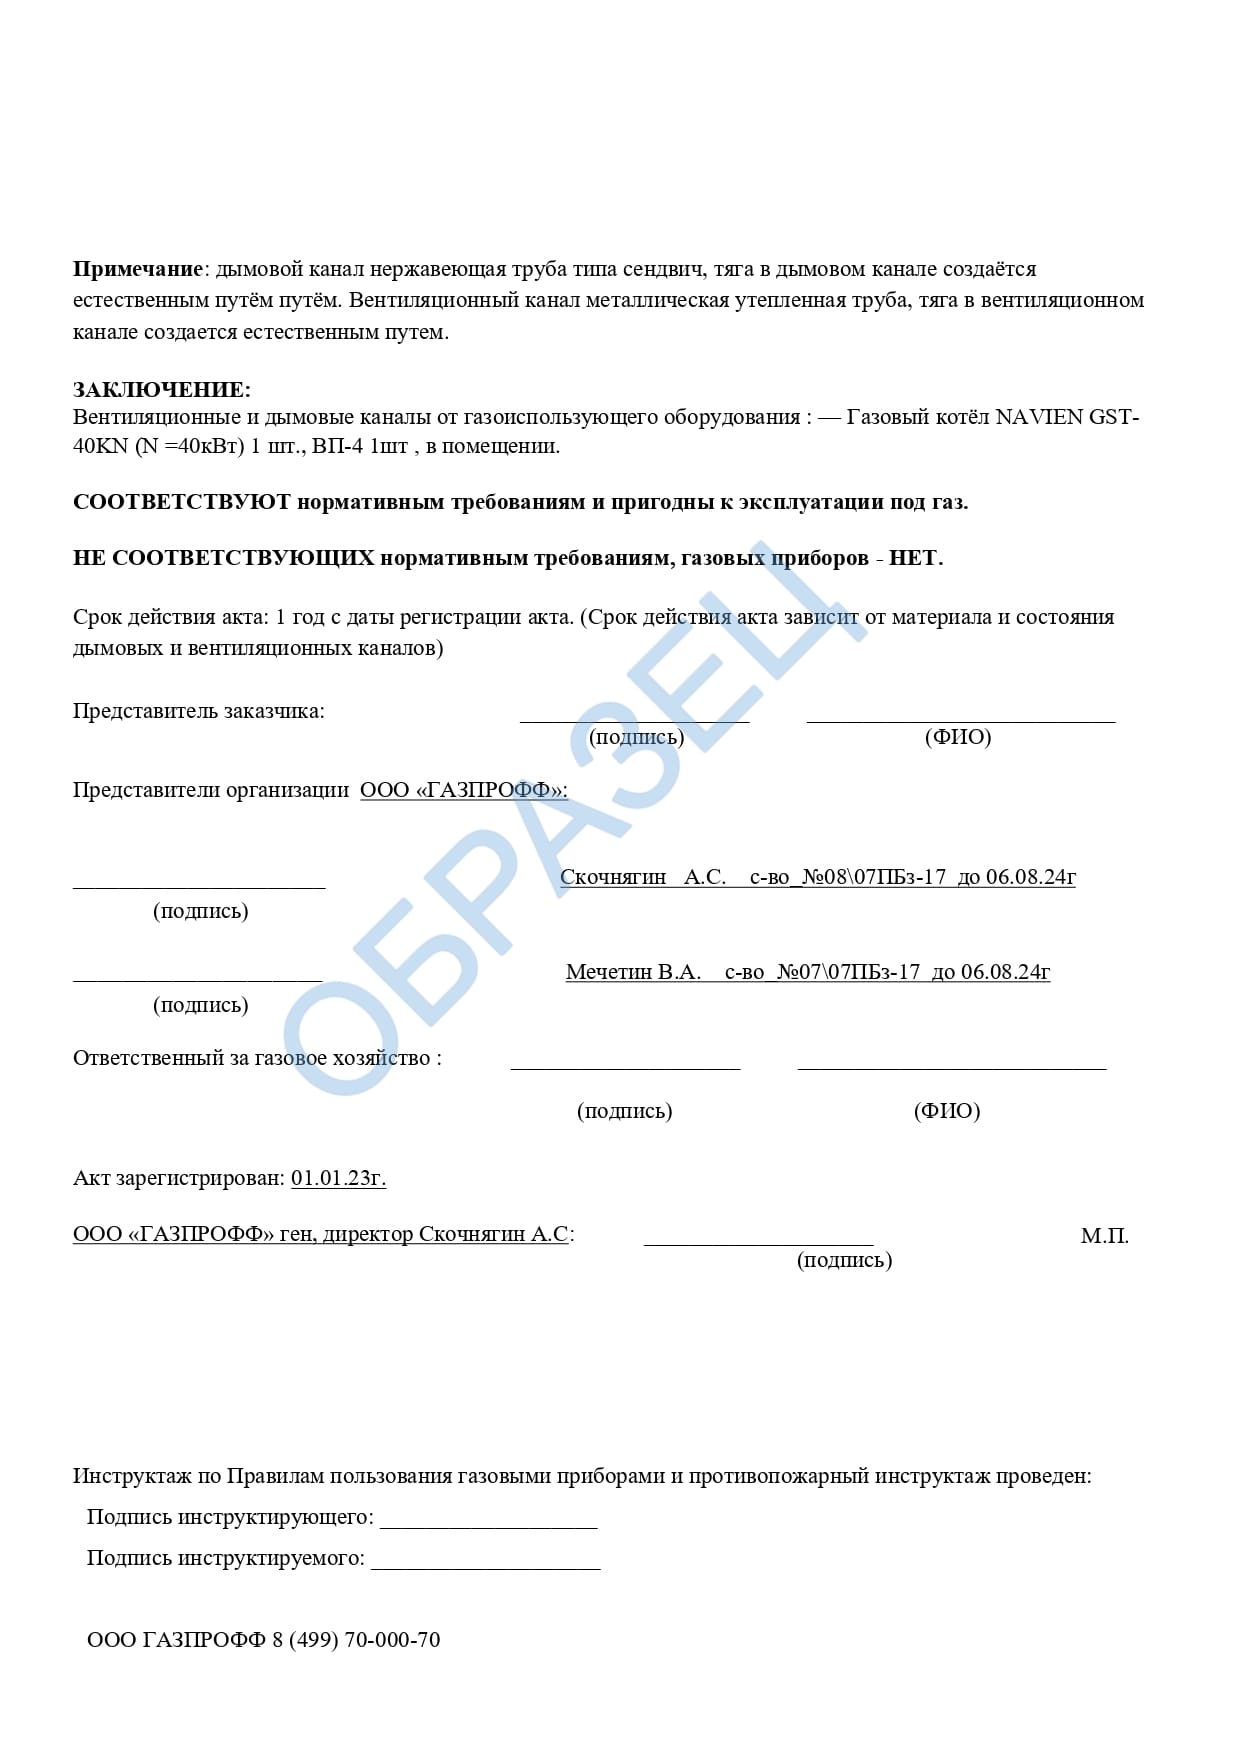 Примечание: дымовой канал нержавеющая труба типа сендвич, тяга в дымовом канале создаётся
естественным путём путём. Вентиляционный канал металлическая утепленная труба, тяга в вентиляционном
канале создается естественным путем.
ЗАКЛЮЧЕНИЕ:
Вентиляционные и дымовые каналы от газоиспользующего оборудования : — Газовый котёл NAVIEN GST-
40KN (N =40кВт) 1 шт., ВП-4 1шт , в помещении.
СООТВЕТСТВУЮТ нормативным требованиям и пригодны к эксплуатации под газ.
НЕ СООТВЕТСТВУЮЩИХ нормативным требованиям, газовых приборов - НЕТ.
Срок действия акта: 1 год с даты регистрации акта. (Срок действия акта зависит от материала и состояния
дымовых и вентиляционных каналов)
Представитель заказчика: ____________________ ___________________________
(подпись) (ФИО)
Представители организации ООО «ГАЗПРОФФ»:
______________________ Скочнягин А.С. с-во_№08\07ПБз-17 до 06.08.24г
(подпись)
______________________ Мечетин В.А. с-во_№07\07ПБз-17 до 06.08.24г
(подпись)
Ответственный за газовое хозяйство : ____________________ ___________________________
(подпись) (ФИО)
Акт зарегистрирован: 01.01.23г.
ООО «ГАЗПРОФФ» ген, директор Скочнягин А.С: ____________________ М.П.
(подпись)
Инструктаж по Правилам пользования газовыми приборами и противопожарный инструктаж проведен:
Подпись инструктирующего: ___________________
Подпись инструктируемого: ____________________
ООО ГАЗПРОФФ 8 (499) 70-000-70
ОБРАЗЕЦ